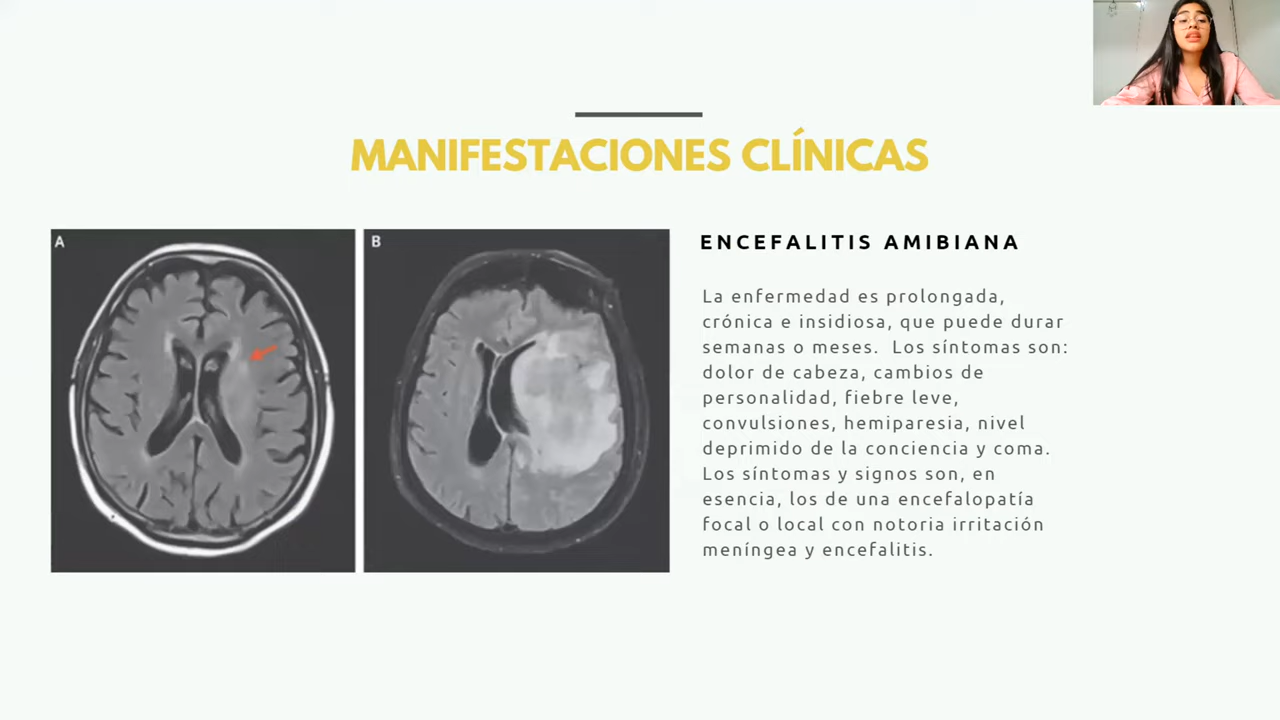 MANIFESTACIONES CLÍNICAS
A
B
ENCEFALITIS AMIBIANA
La enfermedad es prolongada,
crónica e insidiosa, que puede durar
semanas o meses. Los síntomas son:
dolor de cabeza, cambios de
personalidad, fiebre leve,
convulsiones, hemiparesia, nivel
deprimido de la conciencia y coma.
Los síntomas y signos son, en
esencia, los de una encefalopatía
focal o local con notoria irritación
meníngea y encefalitis.